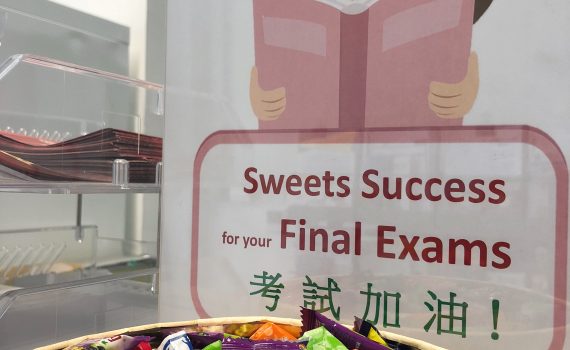 Sweets Success
for your Final Exams
考試加油！